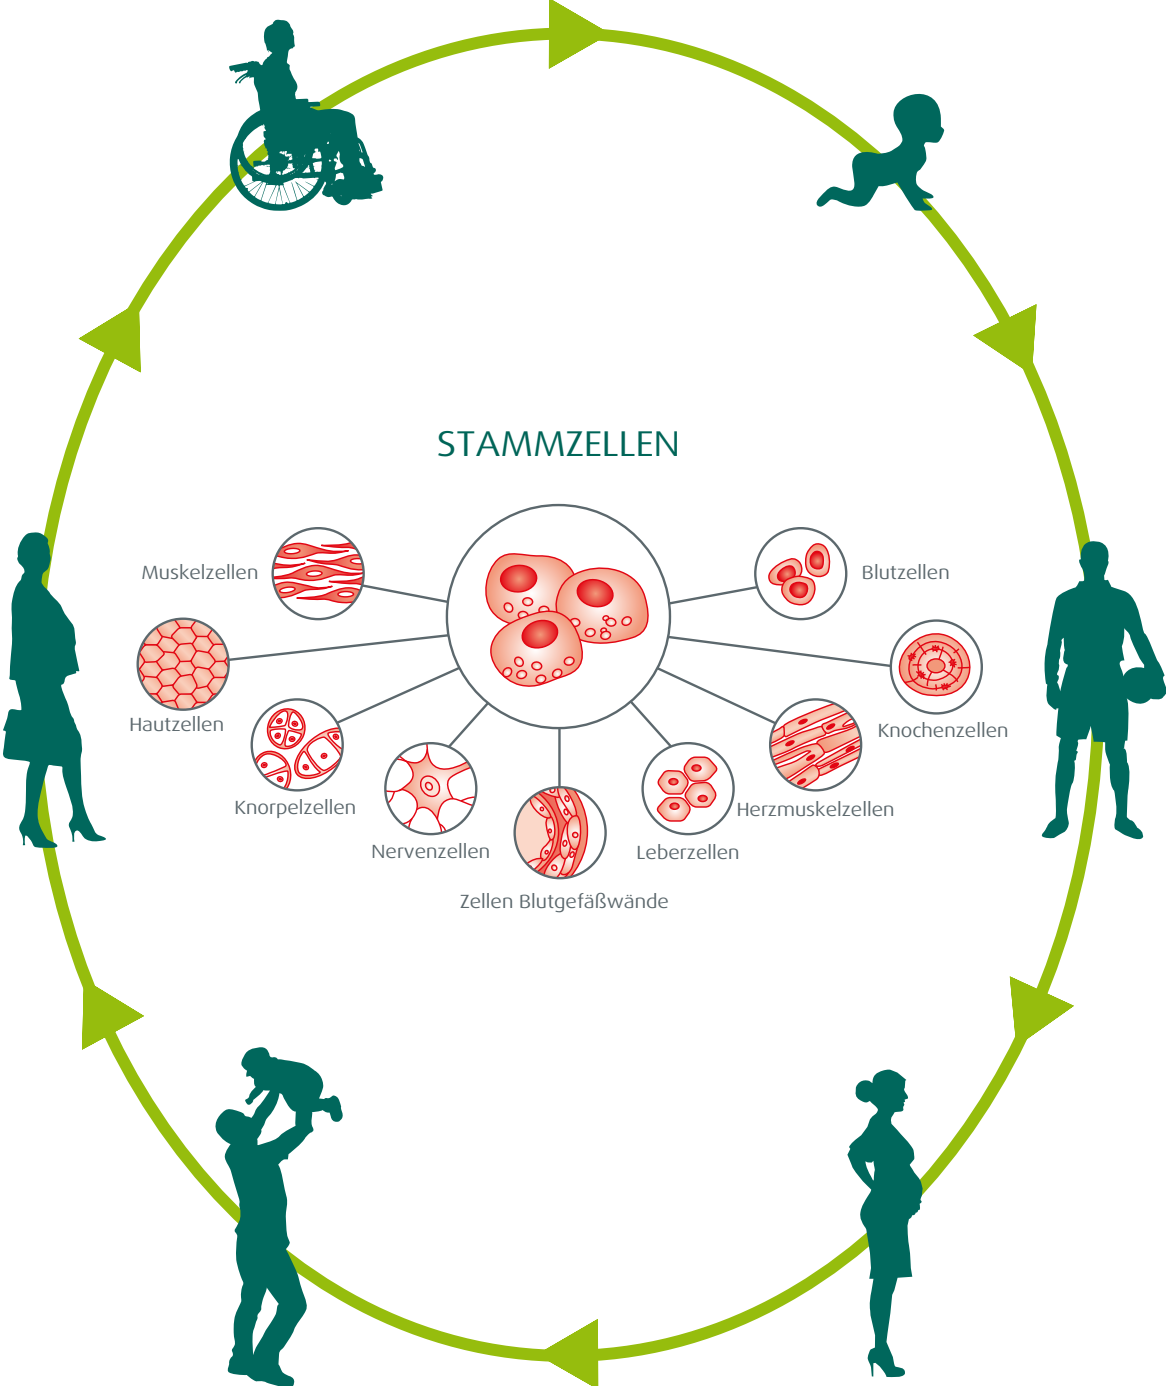 STAMMZELLEN
Muskelzellen
Blutzellen
Hautzellen
Knochenzellen
Knorpelzellen
Herzmuskelzellen
Nervenzellen
Leberzellen
Zellen Blutgefäßwände